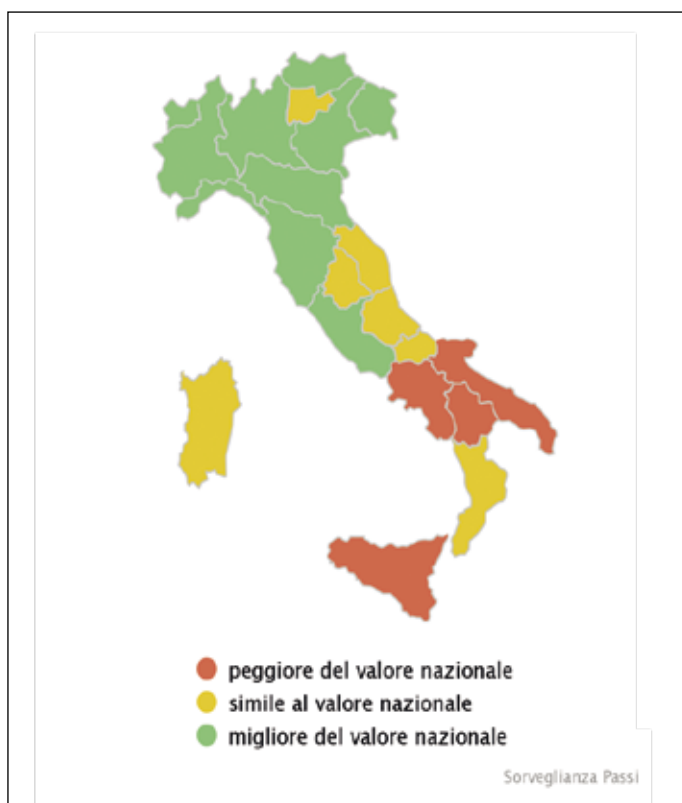 peggiore del valore nazionale
simile al valore nazionale
migliore del valore nazionale
Sorveglianza Passi